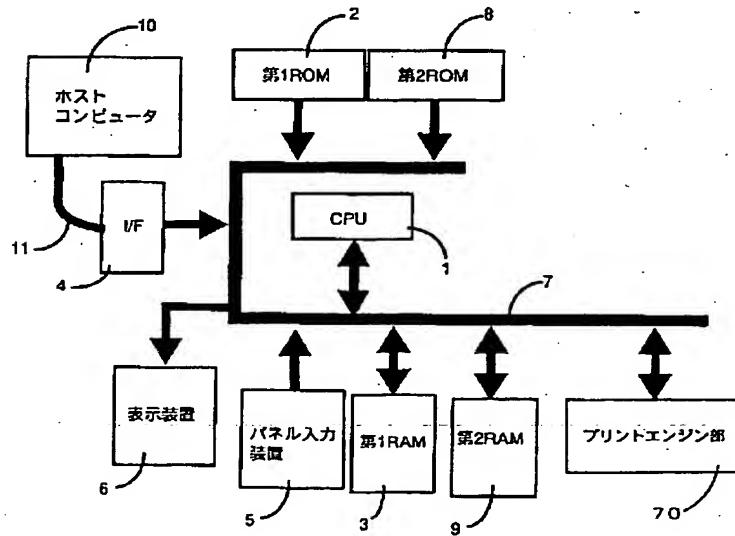 10
2
8
ホスト
コンピュータ
第1ROM
第2ROM
I/F
11
4
CPU
1
7
表示装置
6
パネル入力
装置
5
第1RAM
3
第2RAM
9
プリントエンジン部
70